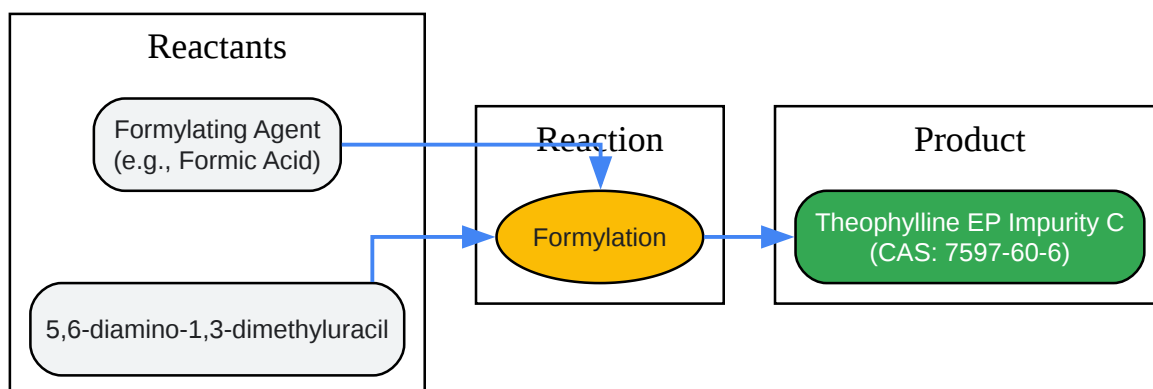 Reactants
Formylating Agent
(e.g., Formic Acid)
5,6-diamino-1,3-dimethyluracil
Reaction
Formylation
Product
Theophylline EP Impurity C
(CAS: 7597-60-6)